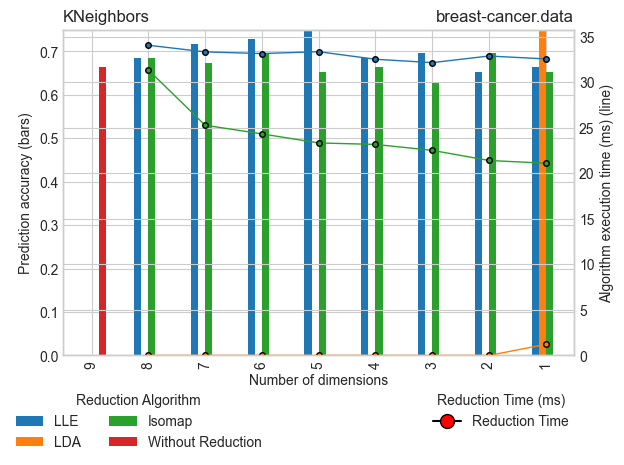 KNeighbors breast-cancer.data
0.7
0.6
0.5
0.4
0.3
0.2
0.1
0.0
Prediction accuracy (bars)
35
30
25
20
15
10
5
0
Algorithm execution time (ms) (line)
9 8 7 6 5 4 3 2 1
Number of dimensions
Reduction Algorithm
LLE Isomap
LDA Without Reduction
Reduction Time (ms)
Reduction Time